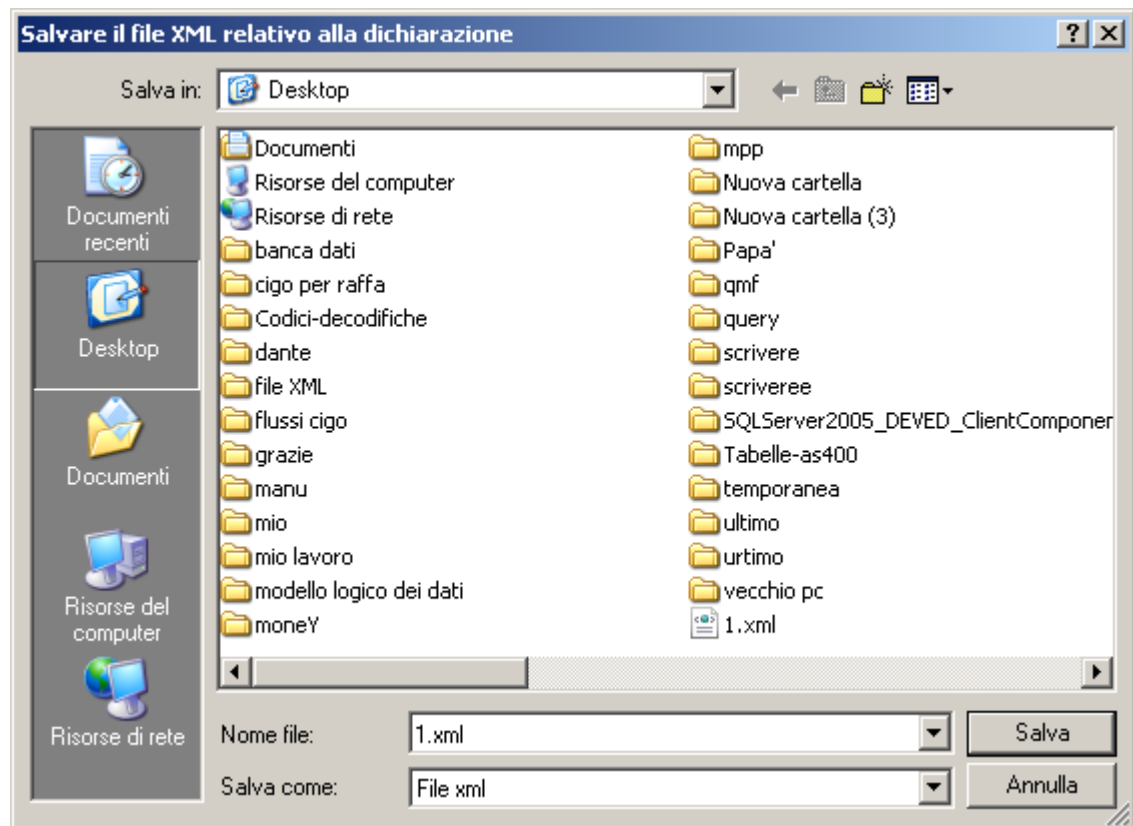 Salvare il file XML relativo alla dichiarazione
Salva in:
Desktop
Documenti recenti
Desktop
Documenti
Risorse del computer
Risorse di rete
Documenti
Risorse del computer
Risorse di rete
banca dati
cigo per raffa
Codici-decodifiche
dante
file XML
flussi cigo
grazie
manu
mio
mio lavoro
modello logico dei dati
moneY
mpp
Nuova cartella
Nuova cartella (3)
Papa'
qmf
query
scrivere
scriveree
SQLServer2005_DEVED_ClientComponer
Tabelle-as400
temporanea
ultimo
urtimo
vecchio pc
1.xml
Nome file:
1.xml
Salva
Salva come:
File xml
Annulla